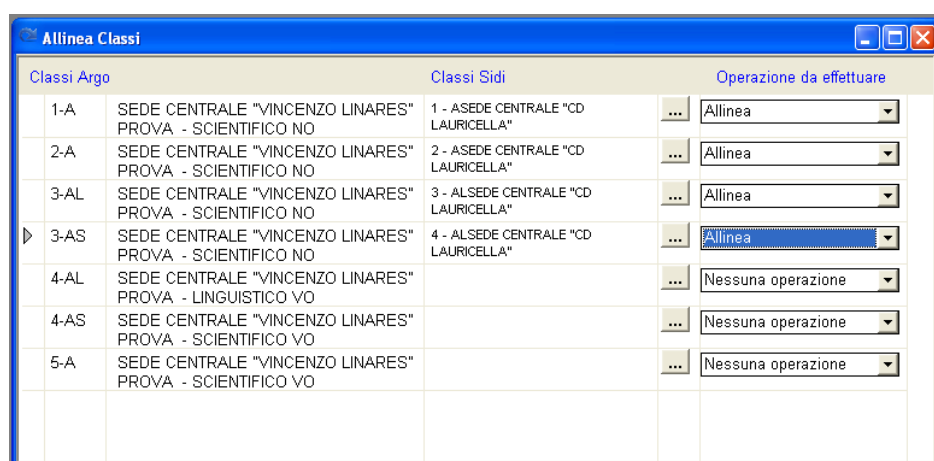 Allinea Classi
Classi Argo Classi Sidi Operazione da effettuare
1-A SEDE CENTRALE "VINCENZO LINARES" 1 - ASEDE CENTRALE "CD ... Allinea
PROVA - SCIENTIFICO NO LAURICELLA"
2-A SEDE CENTRALE "VINCENZO LINARES" 2 - ASEDE CENTRALE "CD ... Allinea
PROVA - SCIENTIFICO NO LAURICELLA"
3-AL SEDE CENTRALE "VINCENZO LINARES" 3 - ALSEDE CENTRALE "CD ... Allinea
PROVA - SCIENTIFICO NO LAURICELLA"
3-AS SEDE CENTRALE "VINCENZO LINARES" 4 - ALSEDE CENTRALE "CD ... Allinea
PROVA - SCIENTIFICO NO LAURICELLA"
4-AL SEDE CENTRALE "VINCENZO LINARES" ... Nessuna operazione
PROVA - LINGUISTICO VO
4-AS SEDE CENTRALE "VINCENZO LINARES" ... Nessuna operazione
PROVA - SCIENTIFICO VO
5-A SEDE CENTRALE "VINCENZO LINARES" ... Nessuna operazione
PROVA - SCIENTIFICO VO